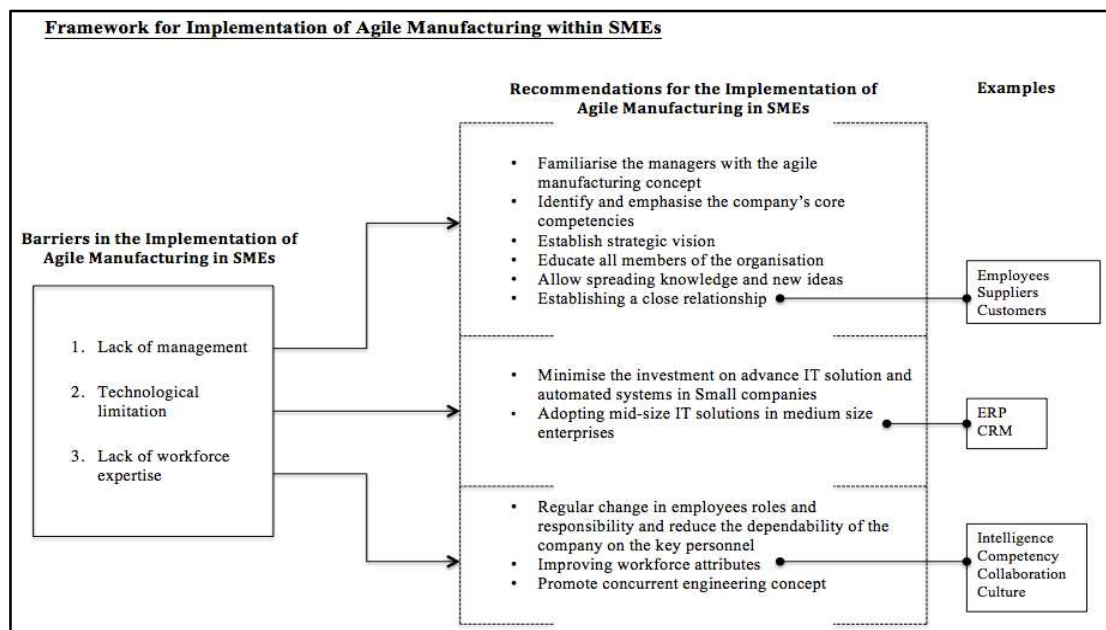 Framework for Implementation of Agile Manufacturing within SMEs
Barriers in the Implementation of
Agile Manufacturing in SMEs
1. Lack of management
2. Technological
limitation
3. Lack of workforce
expertise
Recommendations for the Implementation of
Agile Manufacturing in SMEs
• Familiarise the managers with the agile
manufacturing concept
• Identify and emphasise the company's core
competencies
• Establish strategic vision
• Educate all members of the organisation
• Allow spreading knowledge and new ideas
• Establishing a close relationship
• Minimise the investment on advance IT solution and
automated systems in Small companies
• Adopting mid-size IT solutions in medium size
enterprises
• Regular change in employees roles and
responsibility and reduce the dependability of the
company on the key personnel
• Improving workforce attributes
• Promote concurrent engineering concept
Examples
Employees
Suppliers
Customers
ERP
CRM
Intelligence
Competency
Collaboration
Culture